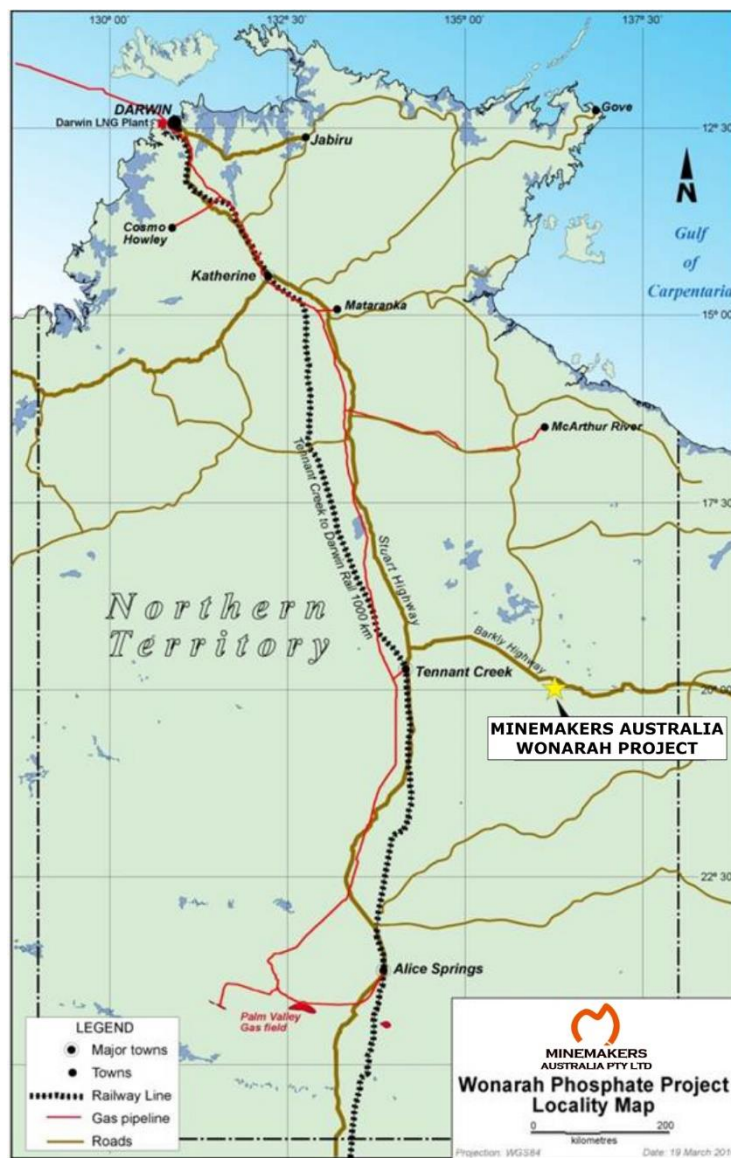 130° 00'
132° 30'
135° 00'
137° 30'
DARWIN
Darwin LNG Plant
Jabiru
Gove
12° 30'
N
Cosmo
Howley
Gulf
of
Carpentaria
Katherine
Mataranka
15° 00'
McArthur River
17° 30'
Tennant Creek to Darwin Rail 1000 km
Stuart Highway
Northern
Territory
Barkly Highway
Tennant Creek
20° 00'
MINEMAKERS AUSTRALIA
WONARAH PROJECT
22° 30'
Alice Springs
Palm Valley
Gas field
LEGEND
Major towns
Towns
Railway Line
Gas pipeline
Roads
MINEMAKERS
AUSTRALIA PTY LTD
Wonarah Phosphate Project
Locality Map
0 200
kilometres
Projection: WGS84
Date: 19 March